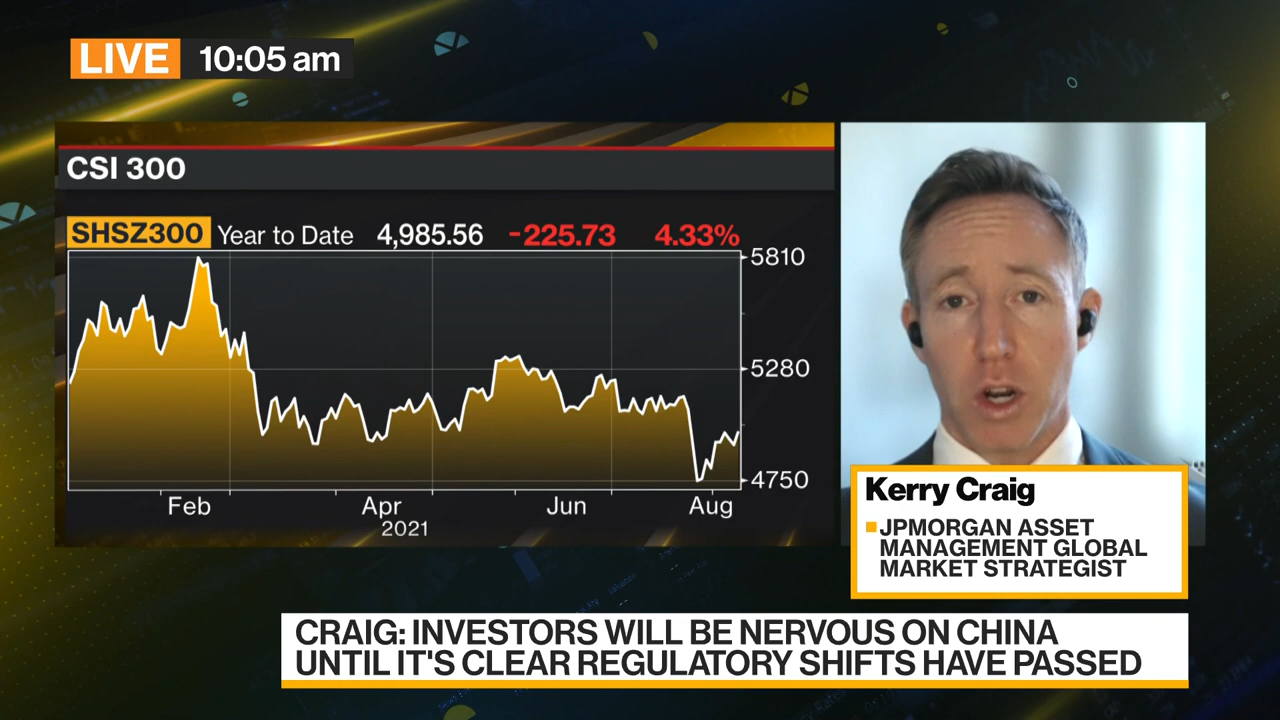 LIVE 10:05 am
CSI 300
SHSZ300 Year to Date 4,985.56 -225.73 4.33%
5810
5280
4750
Feb Apr Jun Aug
2021
Kerry Craig
JPMORGAN ASSET
MANAGEMENT GLOBAL
MARKET STRATEGIST
CRAIG: INVESTORS WILL BE NERVOUS ON CHINA
UNTIL IT'S CLEAR REGULATORY SHIFTS HAVE PASSED